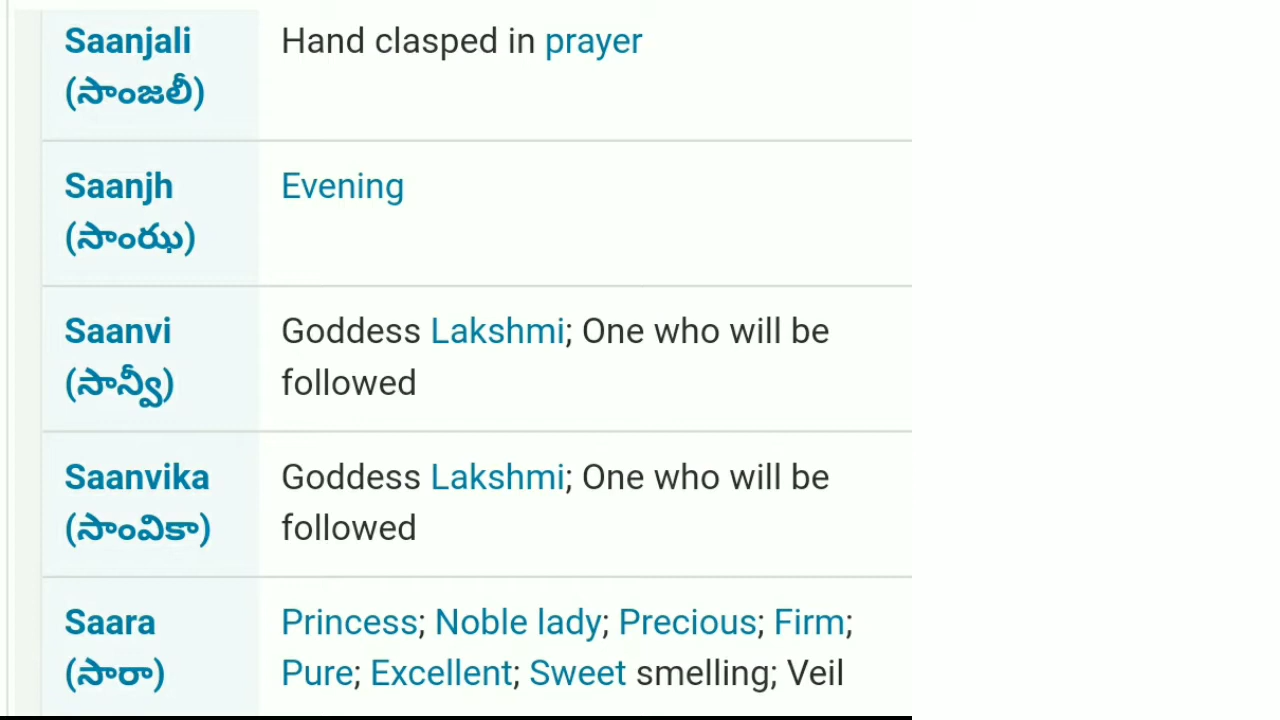 Saanjali
(సాంజలీ)
Hand clasped in prayer
Saanjh
(సాంఝ)
Evening
Saanvi
(సాన్వీ)
Goddess Lakshmi; One who will be
followed
Saanvika
(సాంవికా)
Goddess Lakshmi; One who will be
followed
Saara
(సారా)
Princess; Noble lady; Precious; Firm;
Pure; Excellent; Sweet smelling; Veil